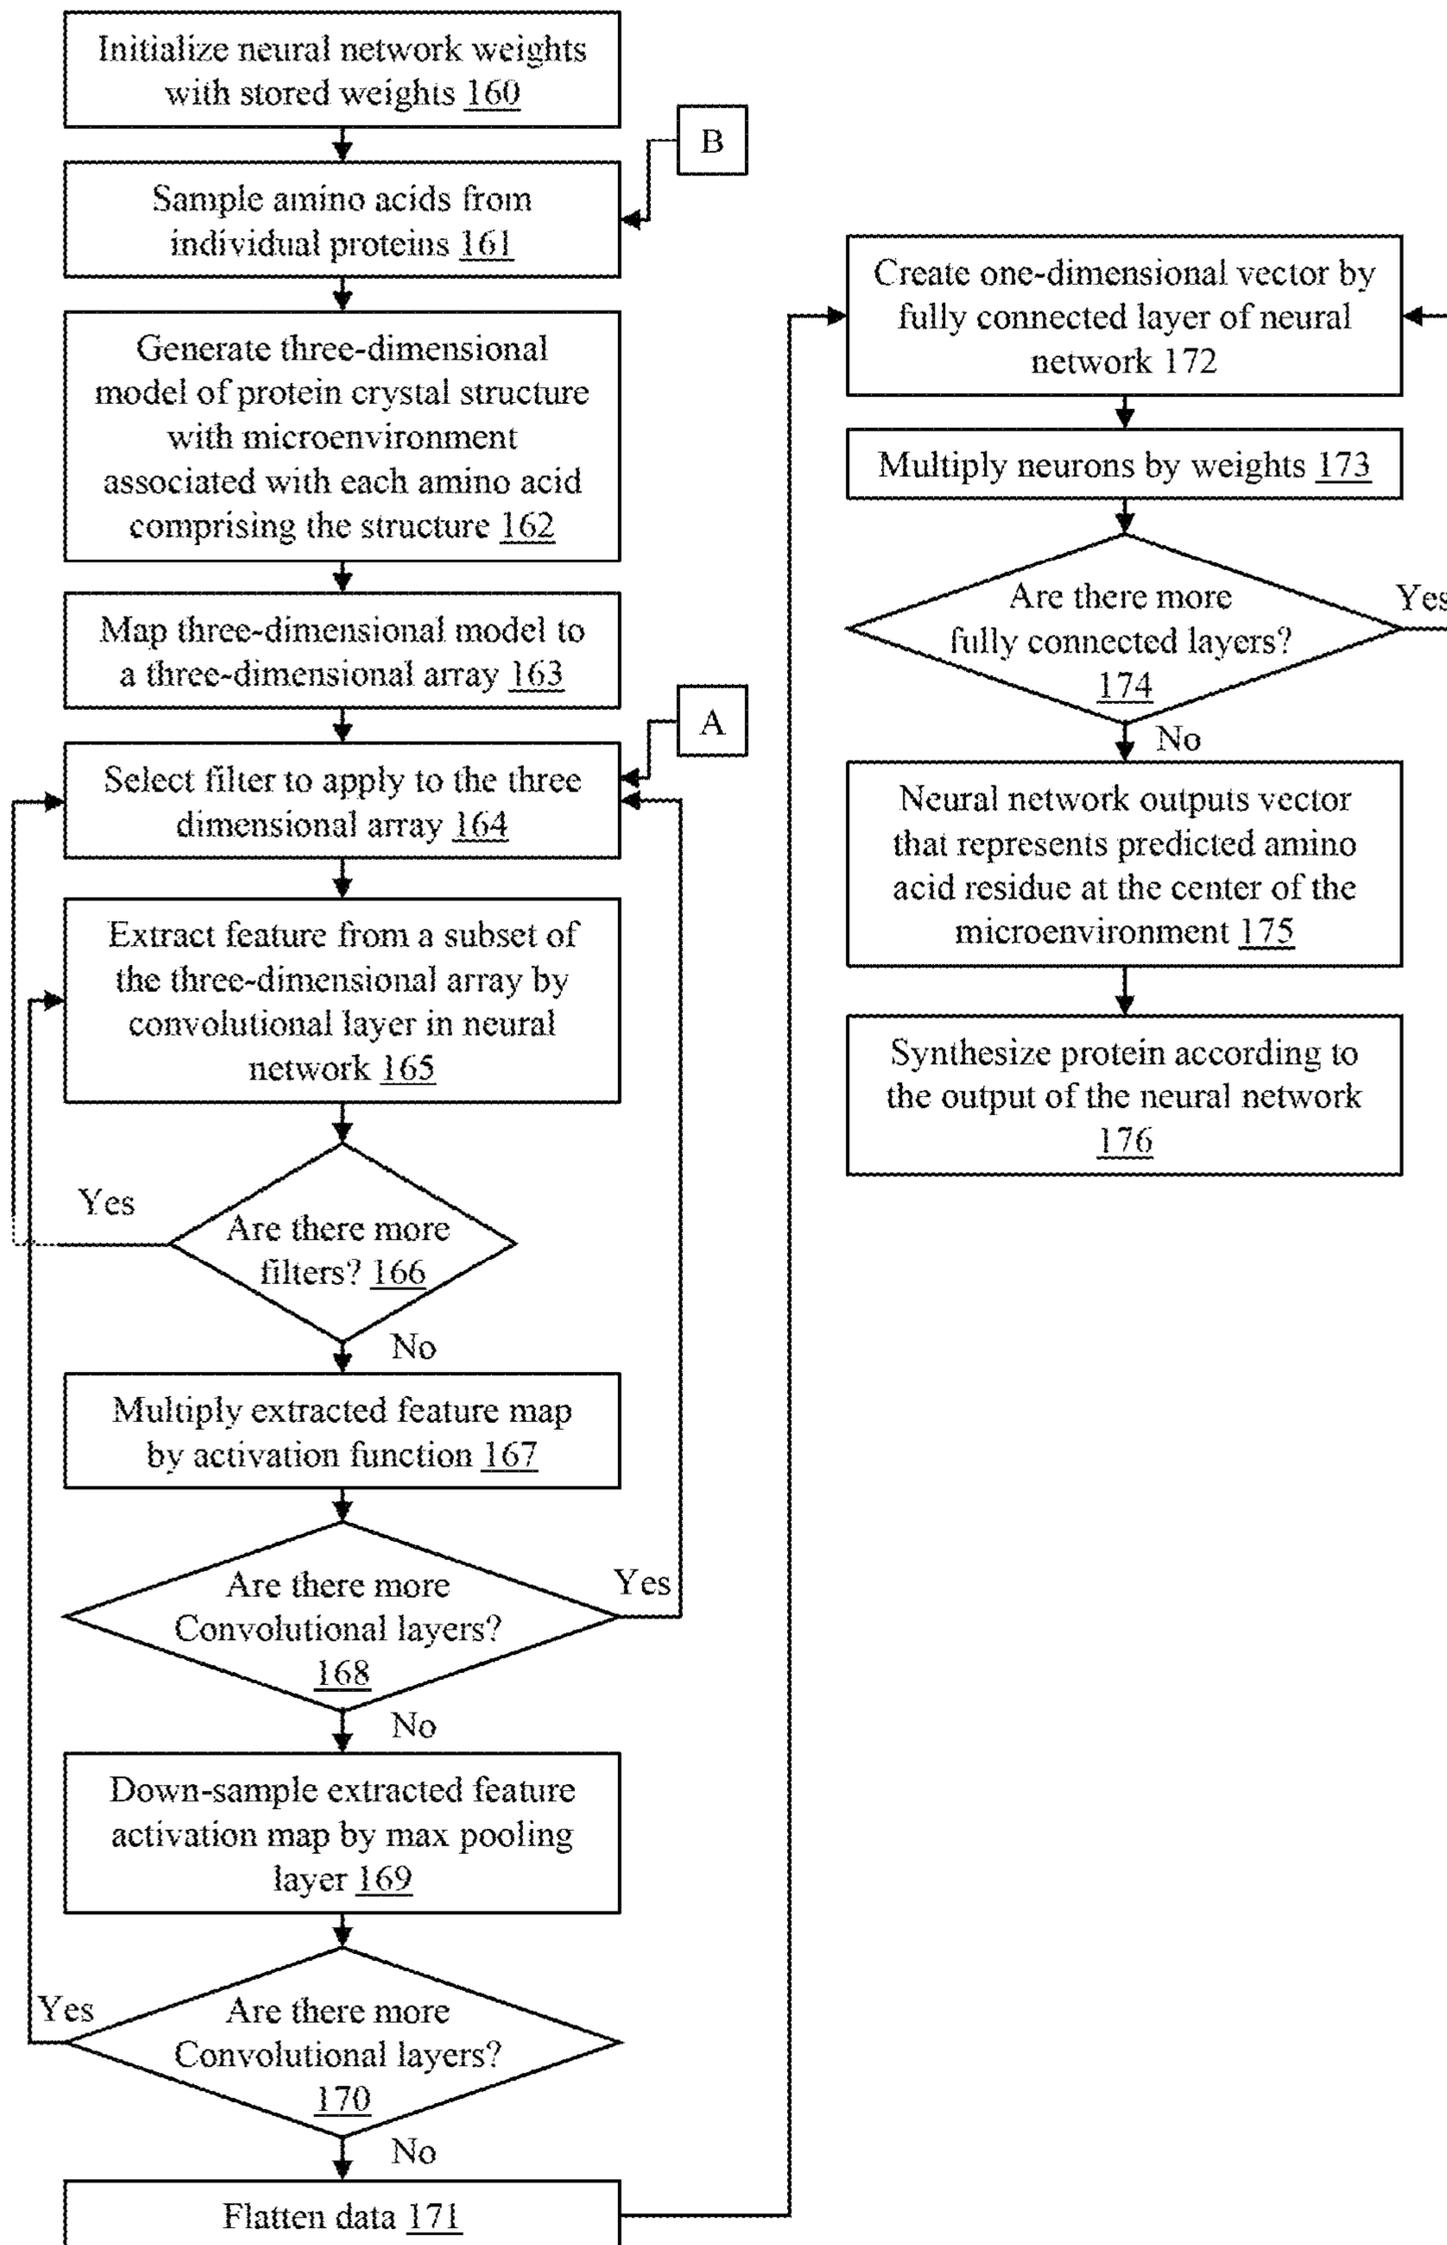 Initialize neural network weights
with stored weights 160
B
Sample amino acids from
individual proteins 161
Generate three-dimensional
model of protein crystal structure
with microenvironment
associated with each amino acid
comprising the structure 162
Map three-dimensional model to
a three-dimensional array 163
A
Select filter to apply to the three
dimensional array 164
Extract feature from a subset of
the three-dimensional array by
convolutional layer in neural
network 165
Yes
Are there more
filters? 166
No
Multiply extracted feature map
by activation function 167
Are there more
Convolutional layers?
168
Yes
No
Down-sample extracted feature
activation map by max pooling
layer 169
Yes
Are there more
Convolutional layers?
170
No
Flatten data 171
Create one-dimensional vector by
fully connected layer of neural
network 172
Multiply neurons by weights 173
Are there more
fully connected layers?
174
Yes
No
Neural network outputs vector
that represents predicted amino
acid residue at the center of the
microenvironment 175
Synthesize protein according to
the output of the neural network
176